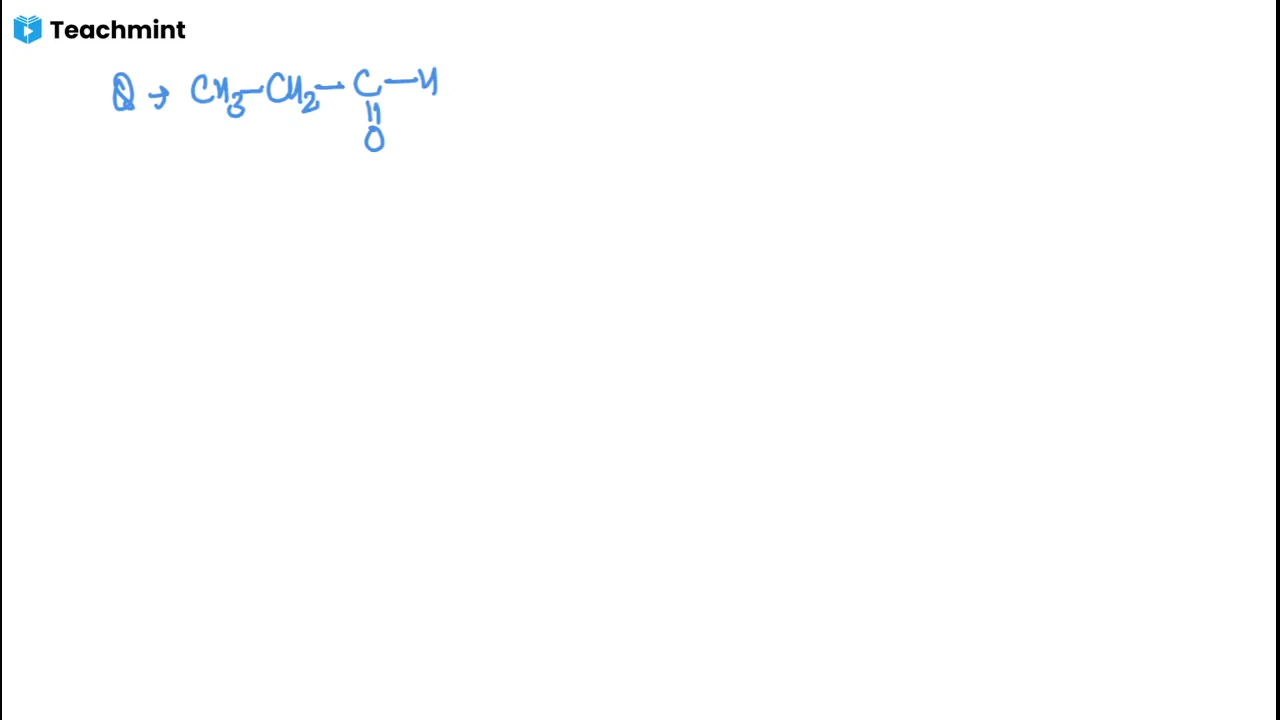 Teachmint
Q → CH3-CH2-C-H
||
O